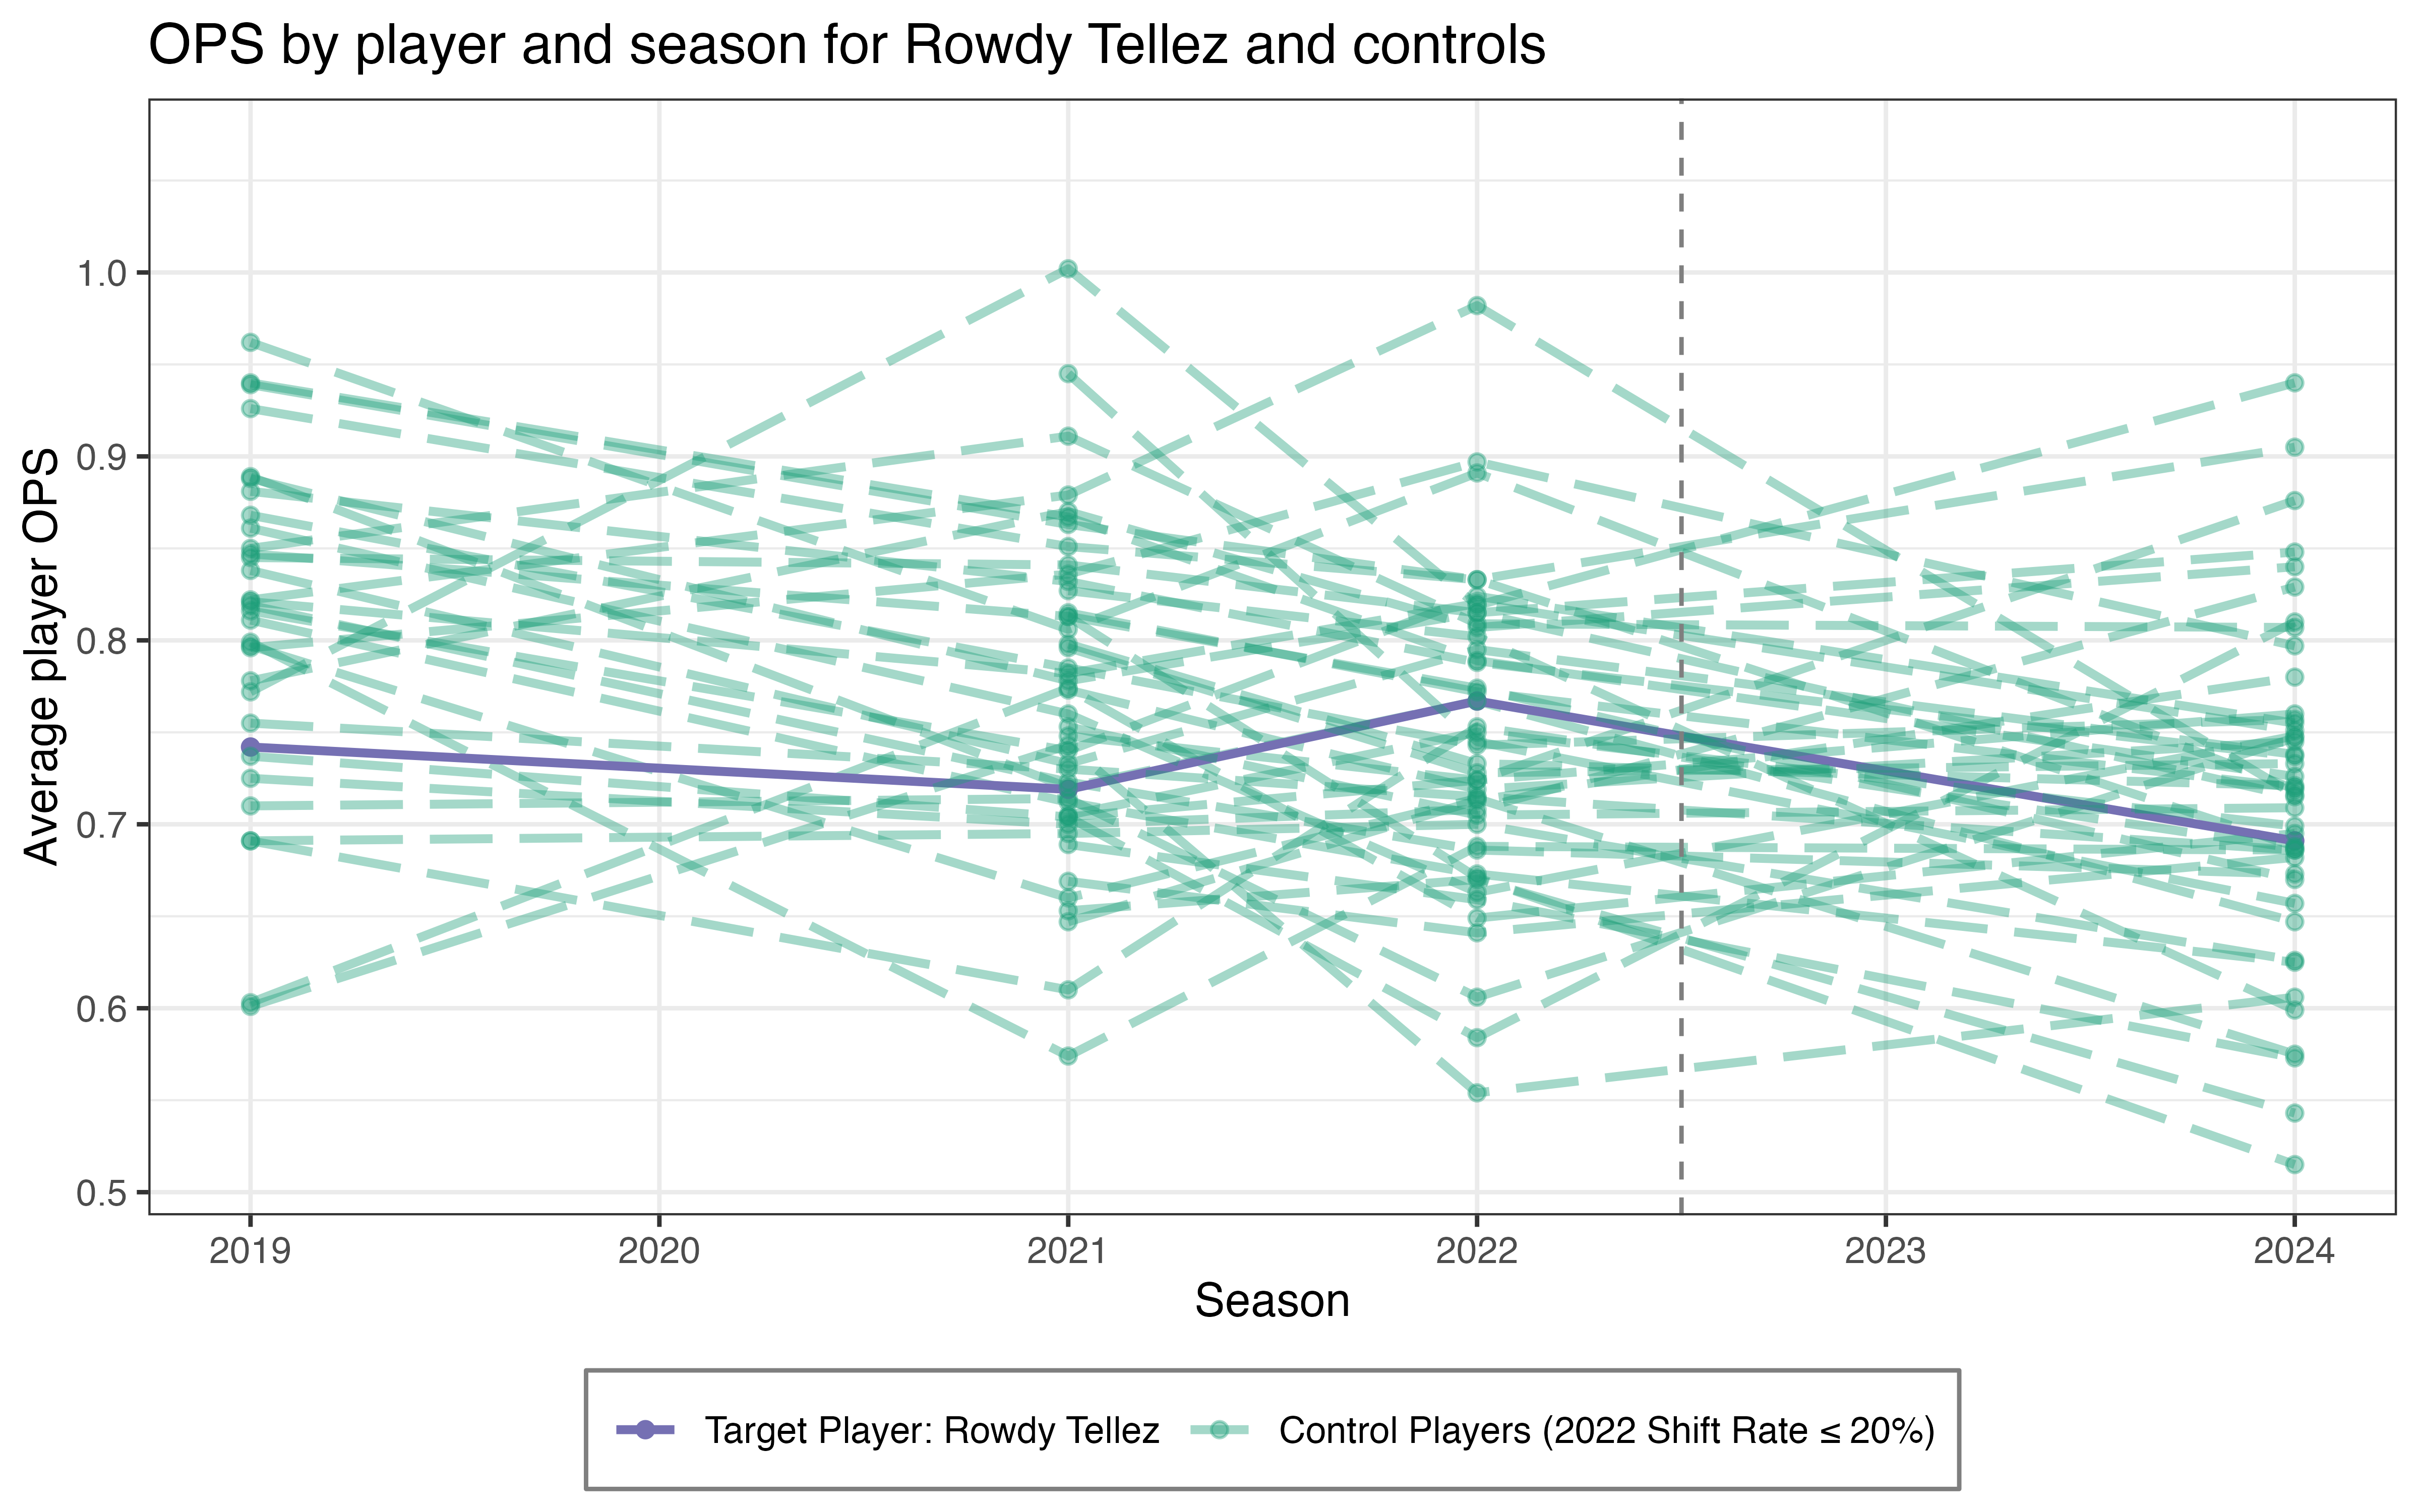 OPS by player and season for Rowdy Tellez and controls
Average player OPS
1.0
0.9
0.8
0.7
0.6
0.5
2019 2020 2021 2022 2023 2024
Season
Target Player: Rowdy Tellez Control Players (2022 Shift Rate ≤ 20%)